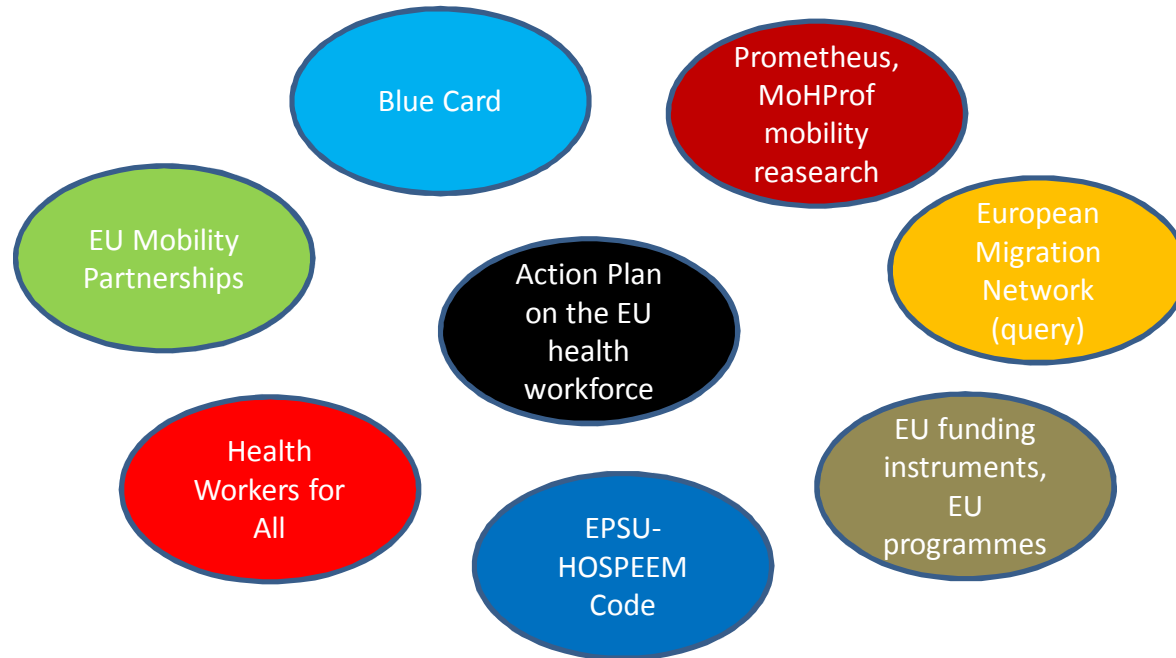 Blue Card
Prometheus,
MoHProf
mobility
reasearch
EU Mobility
Partnerships
European
Migration
Network
(query)
Action Plan
on the EU
health
workforce
Health
Workers for
All
EU funding
instruments,
EU
programmes
EPSU-
HOSPEEM
Code